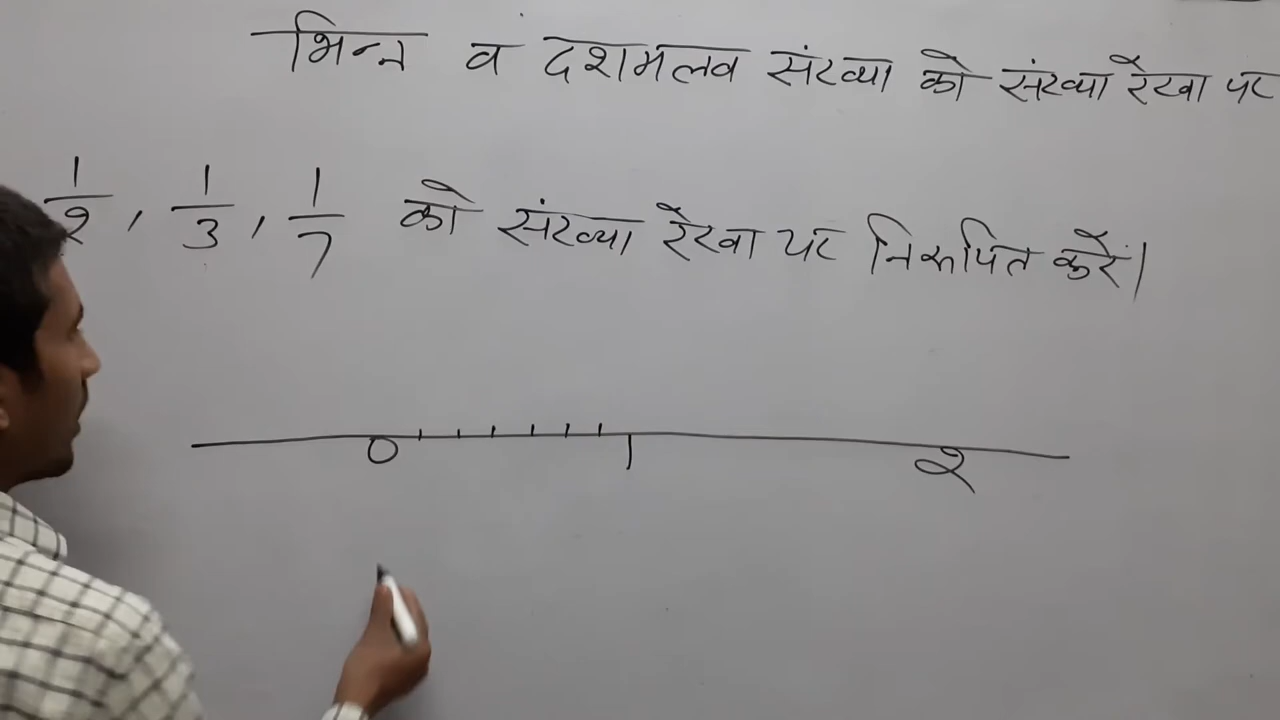 भिन्न व दशमलव संख्या को संख्या रेखा पर
1/2, 1/3, 1/7 को संख्या रेखा पर निरूपित करें।
0 1 2